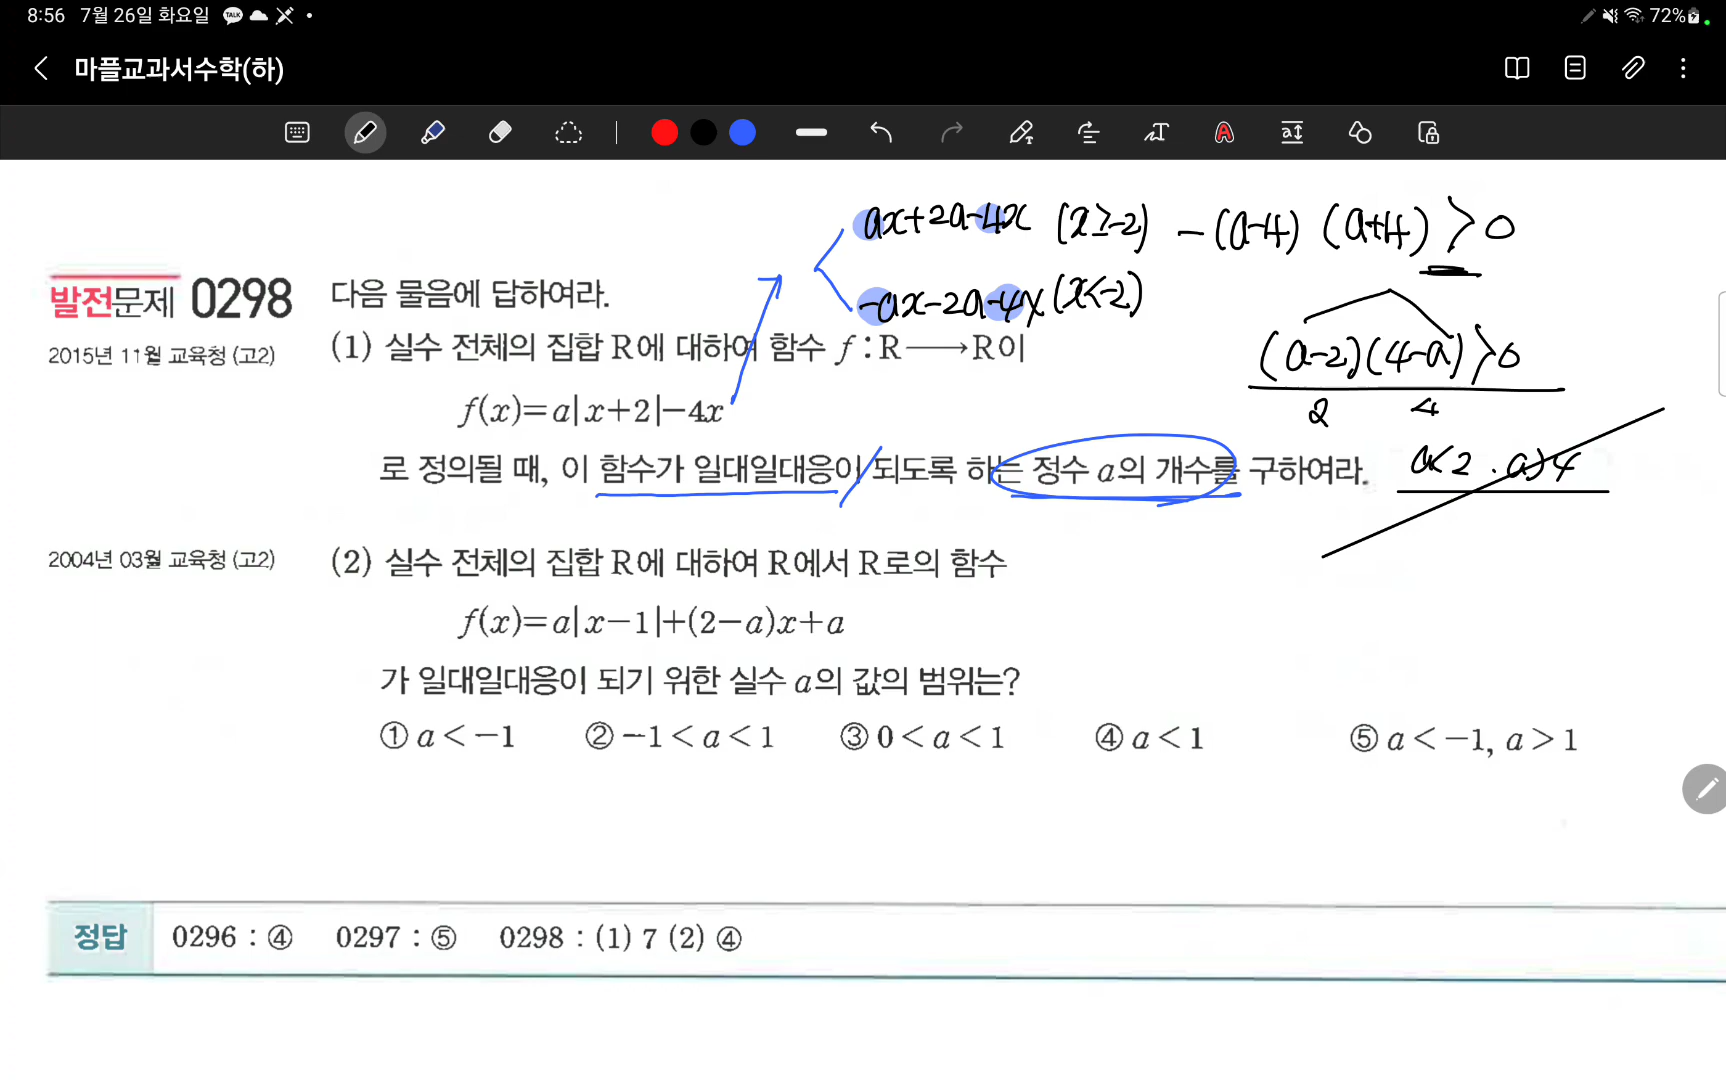 8:56 7월 26일 화요일 TALK 72%
마플교과서수학(하)
ax+2a-4x (x≥-2) -(a-4)(a+4)>0
-ax-2a-4x (x<-2)
(a-2)(4-a)>0
2 4
a<2 . a>4
발전문제 0298 다음 물음에 답하여라.
2015년 11월 교육청 (고2) (1) 실수 전체의 집합 R에 대하여 함수 f : R⟶R이
f(x)=a|x+2|-4x
로 정의될 때, 이 함수가 일대일대응이 되도록 하는 정수 a의 개수를 구하여라.
2004년 03월 교육청 (고2) (2) 실수 전체의 집합 R에 대하여 R에서 R로의 함수
f(x)=a|x-1|+(2-a)x+a
가 일대일대응이 되기 위한 실수 a의 값의 범위는?
① a<-1 ② -1<a<1 ③ 0<a<1 ④ a<1 ⑤ a<-1, a>1
정답 0296 : ④ 0297 : ⑤ 0298 : (1) 7 (2) ④